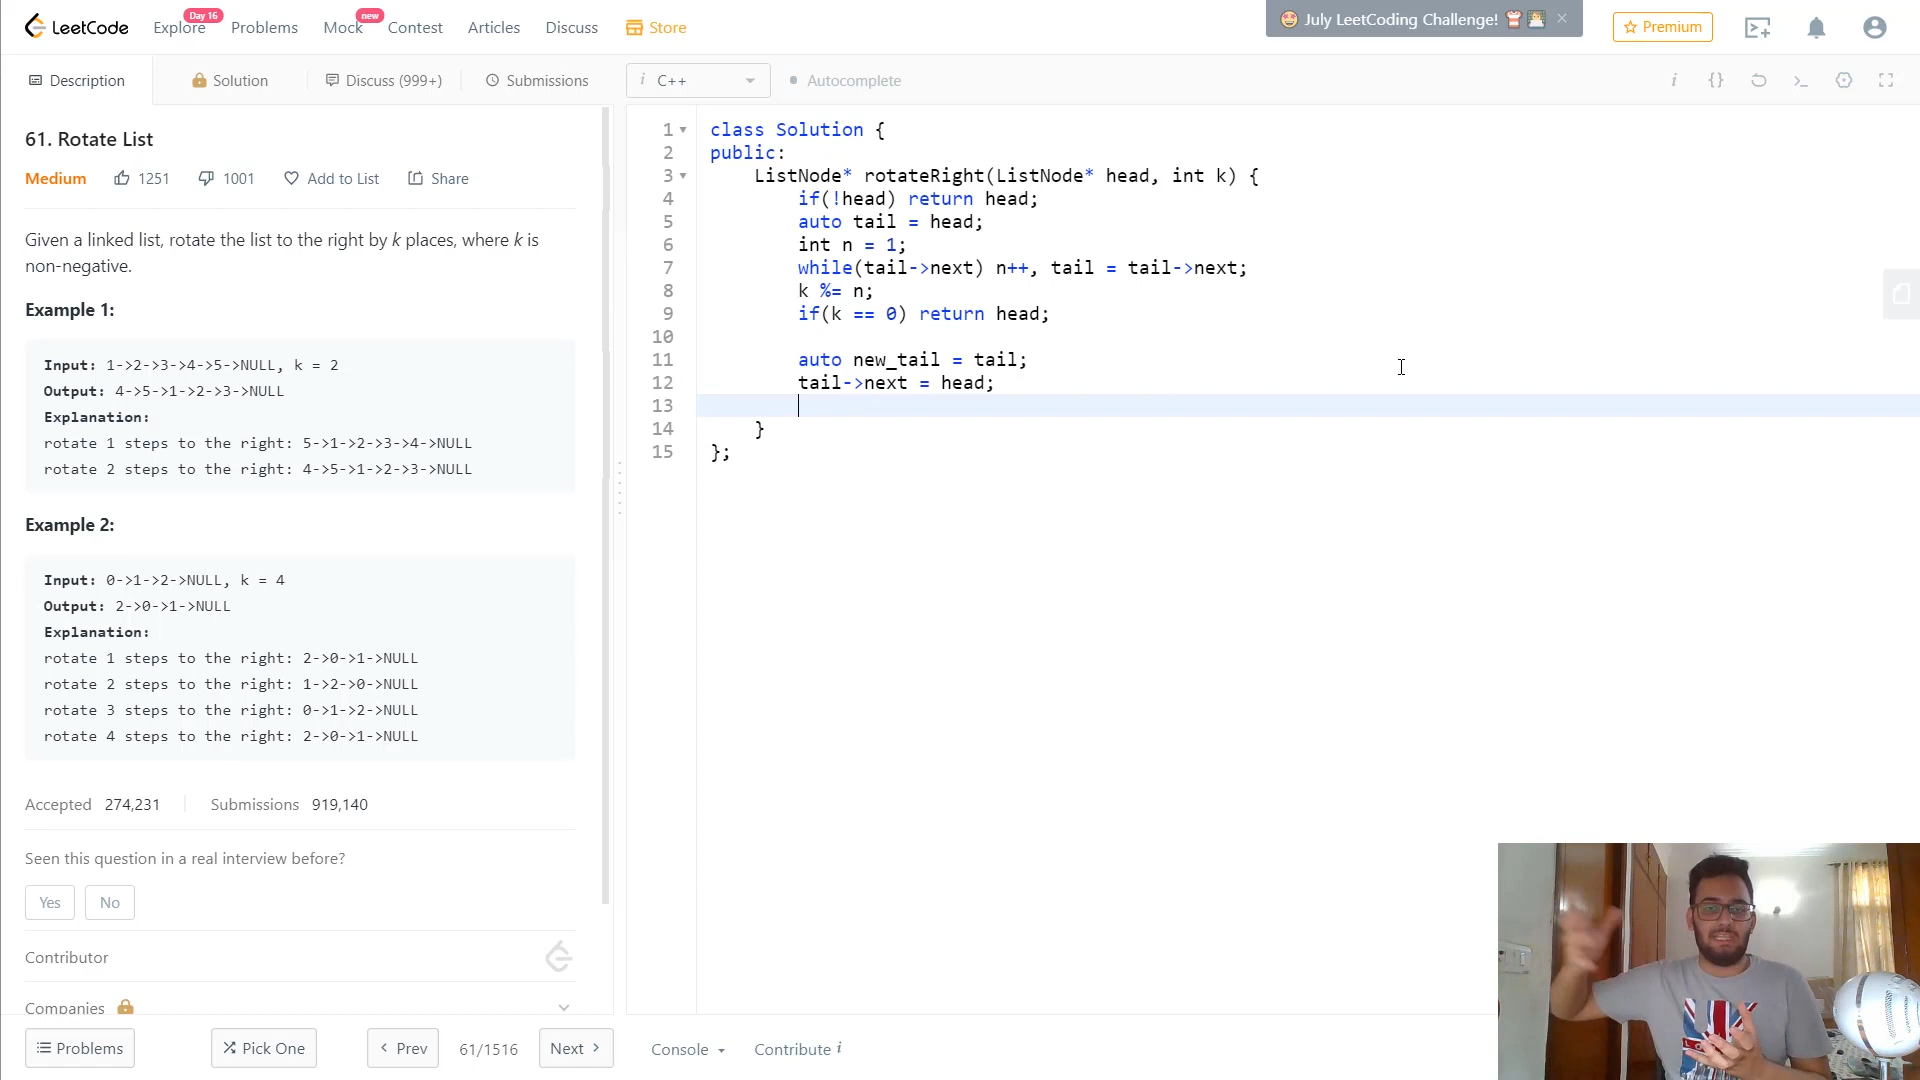 LeetCode
Explore
Day 16
Problems
Mock
new
Contest
Articles
Discuss
Store
July LeetCoding Challenge!
Premium
Description
Solution
Discuss (999+)
Submissions
i C++
Autocomplete
61. Rotate List
Medium 1251 1001 Add to List Share
Given a linked list, rotate the list to the right by k places, where k is
non-negative.
Example 1:
Input: 1->2->3->4->5->NULL, k = 2
Output: 4->5->1->2->3->NULL
Explanation:
rotate 1 steps to the right: 5->1->2->3->4->NULL
rotate 2 steps to the right: 4->5->1->2->3->NULL
Example 2:
Input: 0->1->2->NULL, k = 4
Output: 2->0->1->NULL
Explanation:
rotate 1 steps to the right: 2->0->1->NULL
rotate 2 steps to the right: 1->2->0->NULL
rotate 3 steps to the right: 0->1->2->NULL
rotate 4 steps to the right: 2->0->1->NULL
Accepted 274,231 Submissions 919,140
Seen this question in a real interview before?
Yes No
Contributor
Companies
Problems
Pick One
Prev
61/1516
Next
1 class Solution {
2 public:
3 ListNode* rotateRight(ListNode* head, int k) {
4 if(!head) return head;
5 auto tail = head;
6 int n = 1;
7 while(tail->next) n++, tail = tail->next;
8 k %= n;
9 if(k == 0) return head;
10
11 auto new_tail = tail;
12 tail->next = head;
13
14 }
15 };
Console
Contribute i